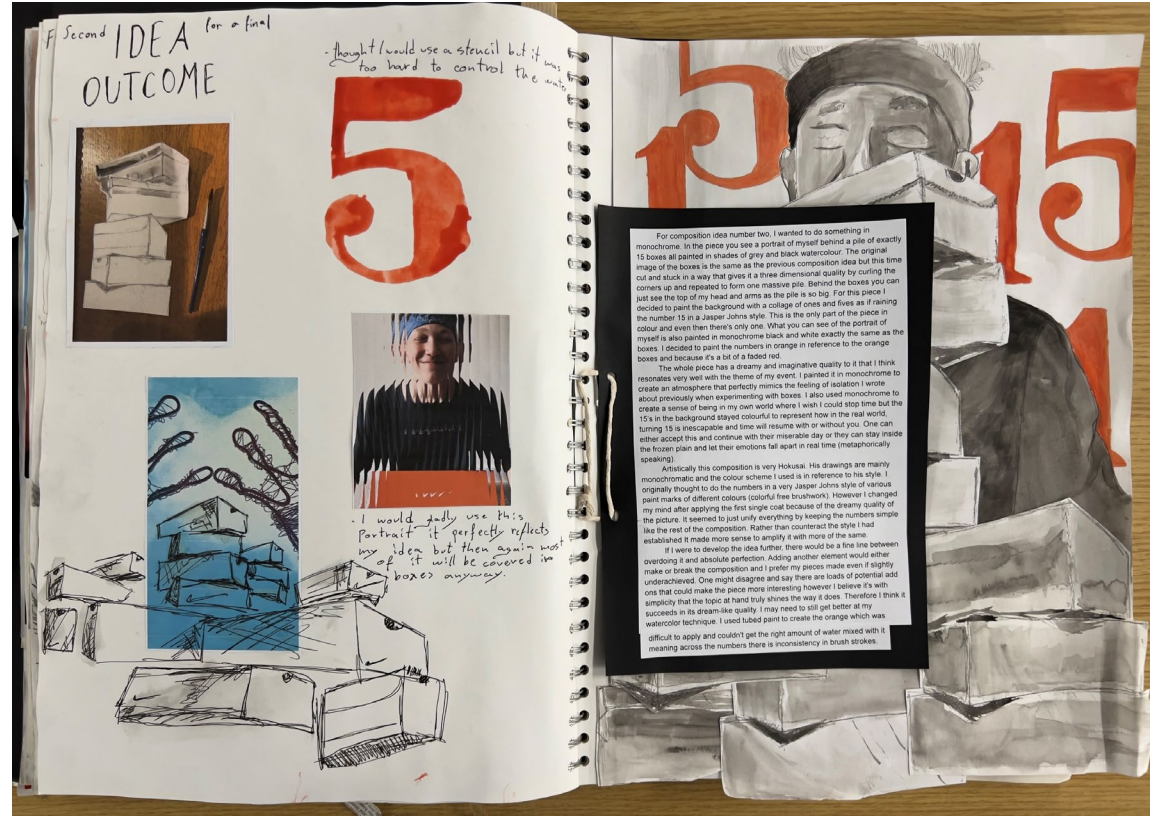 Second IDEA for a final
OUTCOME
- thought I would use a stencil but it was
too hard to control the water
5
- I would gadly use this
portrait it perfectly reflects
my idea but then again most
of it will be covered in
boxes anyway.
15 15
1
For composition idea number two, I wanted to do something in
monochrome. In the piece you see a portrait of myself behind a pile of exactly
15 boxes all painted in shades of grey and black watercolour. The original
image of the boxes is the same as the previous composition idea but this time
cut and stuck in a way that gives it a three dimensional quality by curling the
corners up and repeated to form one massive pile. Behind the boxes you can
just see the top of my head and arms as the pile is so big. For this piece I
decided to paint the background with a collage of ones and fives as if raining
the number 15 in a Jasper Johns style. This is the only part of the piece in
colour and even then there's only one. What you can see of the portrait of
myself is also painted in monochrome black and white exactly the same as the
boxes. I decided to paint the numbers in orange in reference to the orange
boxes and because it's a bit of a faded red.
The whole piece has a dreamy and imaginative quality to it that I think
resonates very well with the theme of my event. I painted it in monochrome to
create an atmosphere that perfectly mimics the feeling of isolation I wrote
about previously when experimenting with boxes. I also used monochrome to
create a sense of being in my own world where I wish I could stop time but the
15's in the background stayed colourful to represent how in the real world,
turning 15 is inescapable and time will resume with or without you. One can
either accept this and continue with their miserable day or they can stay inside
the frozen plain and let their emotions fall apart in real time (metaphorically
speaking).
Artistically this composition is very Hokusai. His drawings are mainly
monochromatic and the colour scheme I used is in reference to his style. I
originally thought to do the numbers in a very Jasper Johns style of various
paint marks of different colours (colorful free brushwork). However I changed
my mind after applying the first single coat because of the dreamy quality of
the picture. It seemed to just unify everything by keeping the numbers simple
like the rest of the composition. Rather than counteract the style I had
established it made more sense to amplify it with more of the same.
If I were to develop the idea further, there would be a fine line between
overdoing it and absolute perfection. Adding another element would either
make or break the composition and I prefer my pieces made even if slightly
underachieved. One might disagree and say there are loads of potential add
ons that could make the piece more interesting however I believe it's with
simplicity that the topic at hand truly shines the way it does. Therefore I think it
succeeds in its dream-like quality. I may need to still get better at my
watercolor technique. I used tubed paint to create the orange which was
difficult to apply and couldn't get the right amount of water mixed with it
meaning across the numbers there is inconsistency in brush strokes.